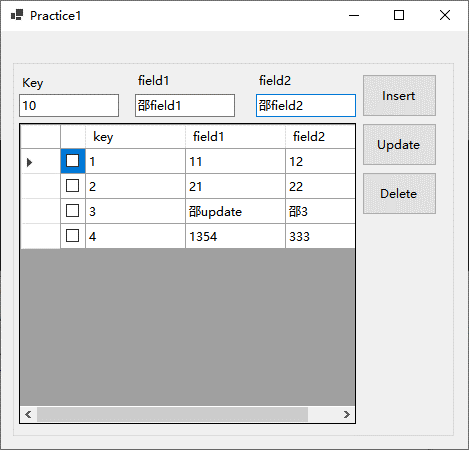 Practice1
Key field1 field2
10 邵field1 邵field2 Insert
Update
Delete
key field1 field2
1 11 12
2 21 22
3 邵update 邵3
4 1354 333